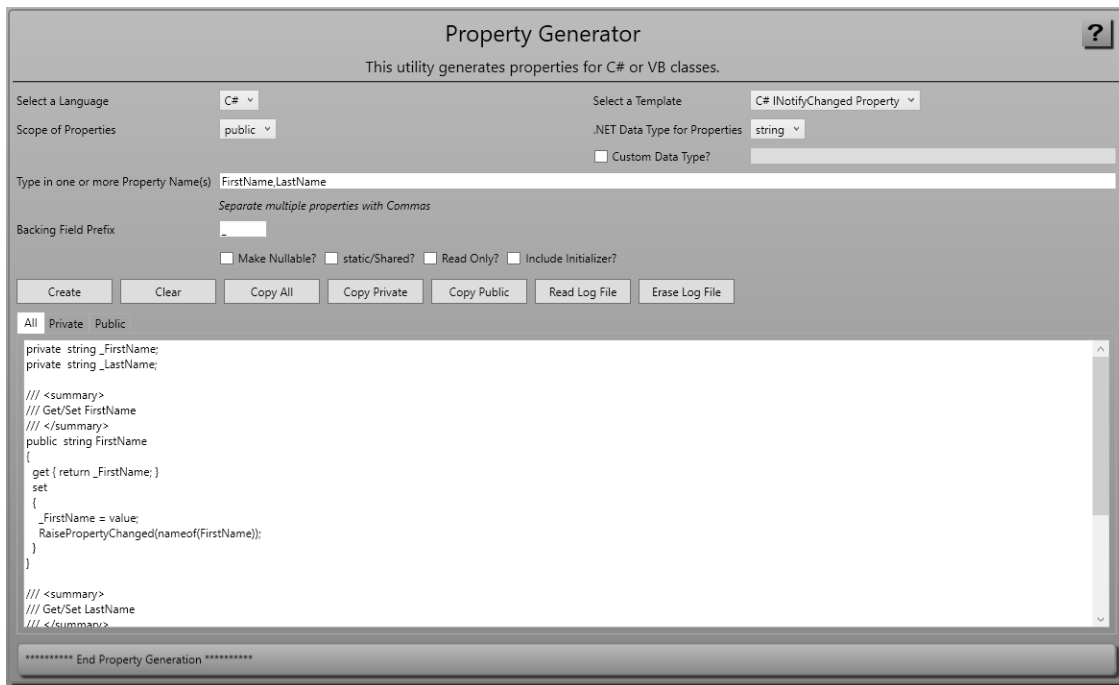 Property Generator
?
This utility generates properties for C# or VB classes.
Select a Language C# Select a Template C# INotifyChanged Property
Scope of Properties public .NET Data Type for Properties string
Custom Data Type?
Type in one or more Property Name(s) FirstName,LastName
Separate multiple properties with Commas
Backing Field Prefix _
Make Nullable? static/Shared? Read Only? Include Initializer?
Create Clear Copy All Copy Private Copy Public Read Log File Erase Log File
All Private Public
private  string _FirstName;
private  string _LastName;
/// <summary>
/// Get/Set FirstName
/// </summary>
public  string FirstName
{
  get { return _FirstName; }
  set
  {
    _FirstName = value;
    RaisePropertyChanged(nameof(FirstName));
  }
}
/// <summary>
/// Get/Set LastName
/// </summary>
********** End Property Generation **********